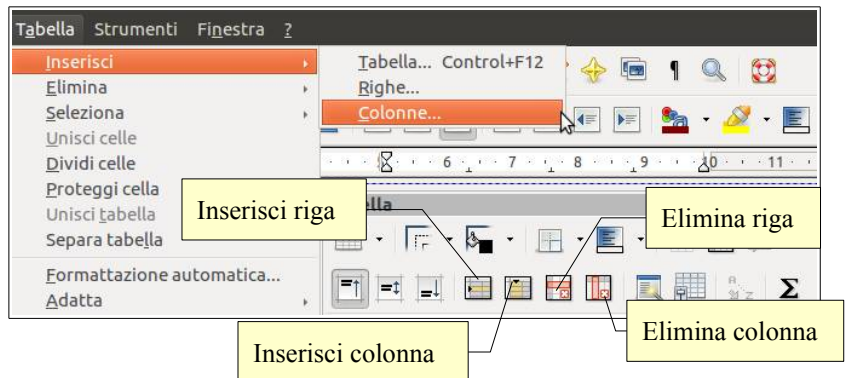 Tabella Strumenti Finestra ?
Inserisci
Elimina
Seleziona
Unisci celle
Dividi celle
Proteggi cella
Unisci tabella
Separa tabella
Formattazione automatica...
Adatta
Tabella... Control+F12
Righe...
Colonne...
6 7 8 9 10 11
Inserisci riga
Elimina riga
Inserisci colonna
Elimina colonna